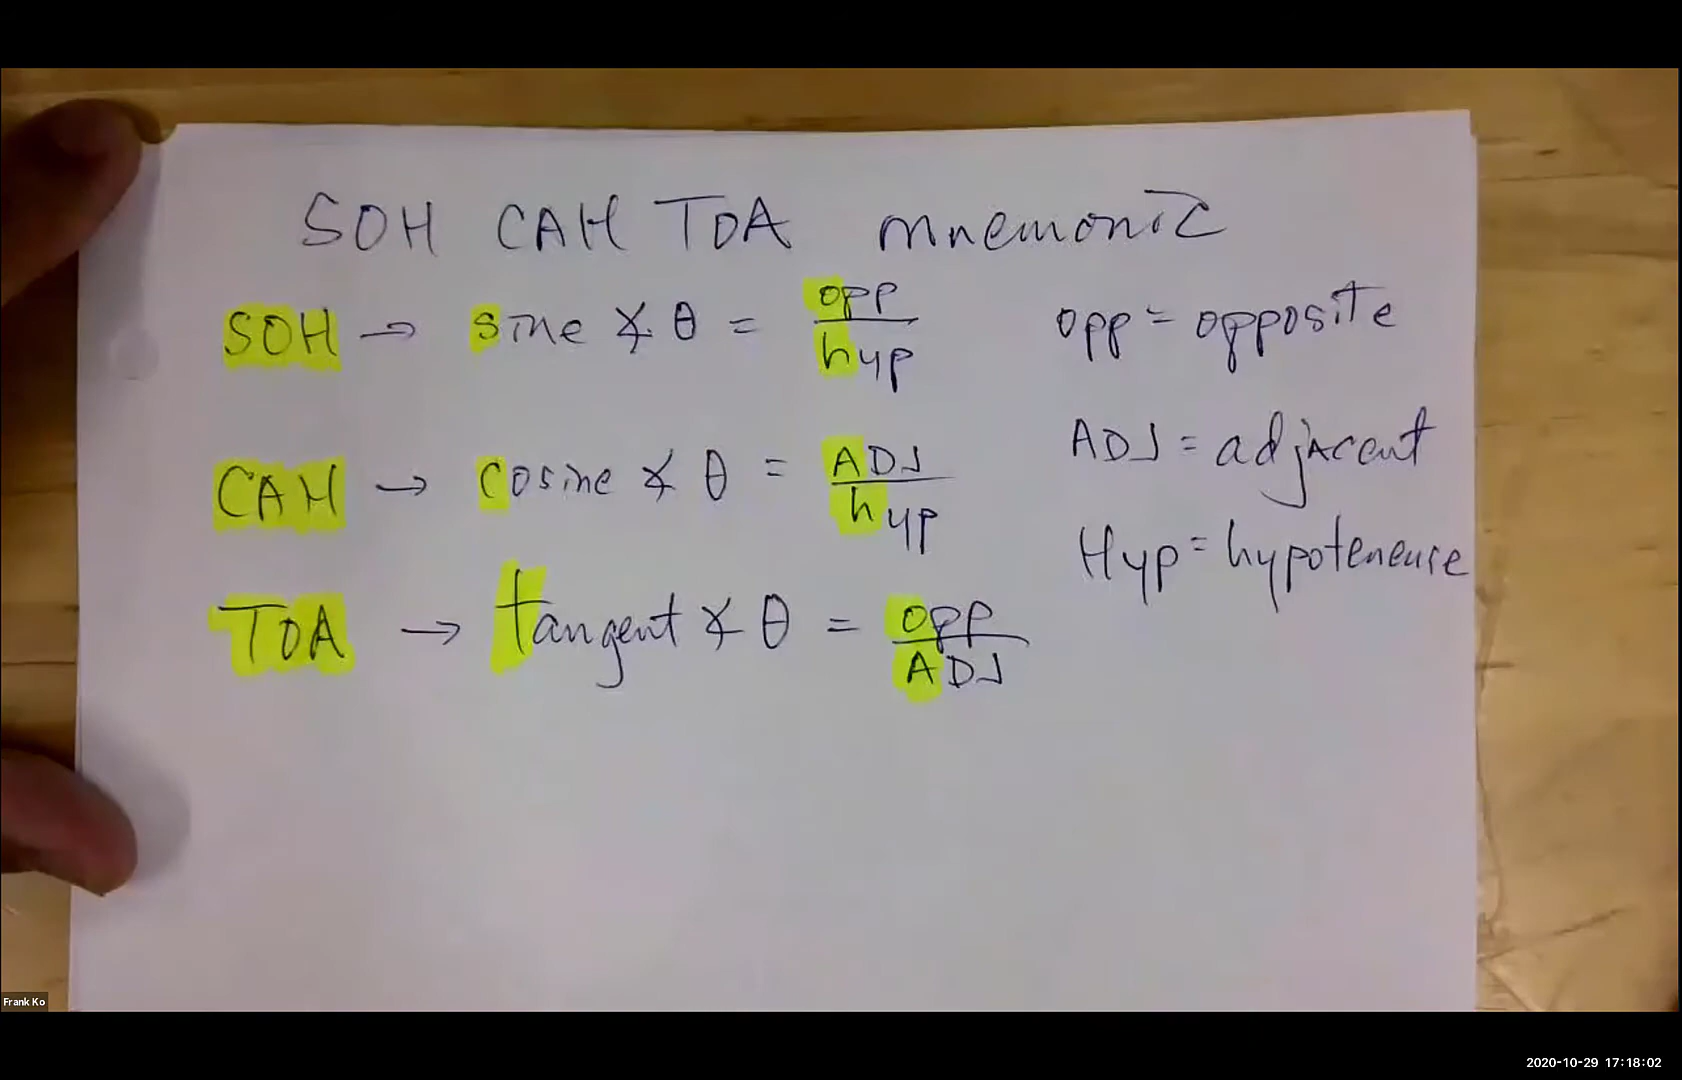 SOH CAH TOA mnemonic
SOH → sine ∡ θ = opp/hyp
opp = opposite
CAH → cosine ∡ θ = ADJ/hyp
ADJ = adjacent
TOA → tangent ∡ θ = opp/ADJ
Hyp = hypoteneuse
Frank Ko
2020-10-29 17:18:02